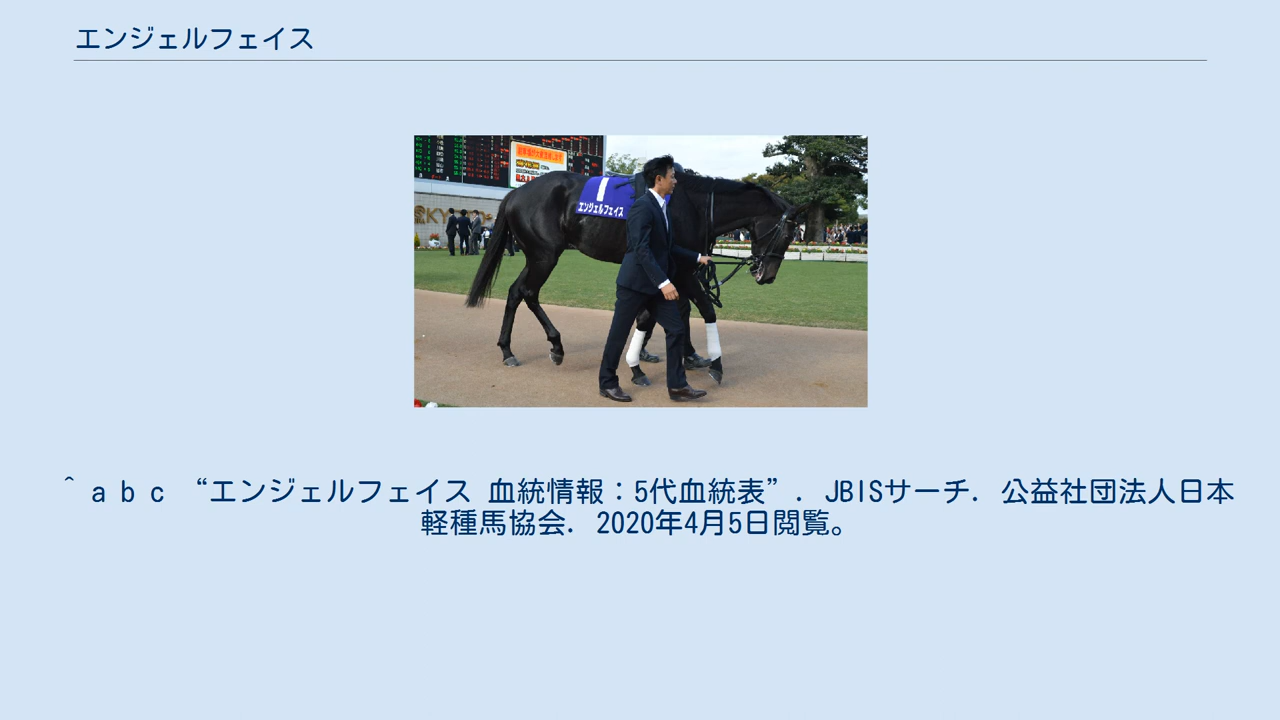 エンジェルフェイス
1
エンジェルフェイス
^ a b c “エンジェルフェイス 血統情報：5代血統表”. JBISサーチ. 公益社団法人日本
軽種馬協会. 2020年4月5日閲覧。